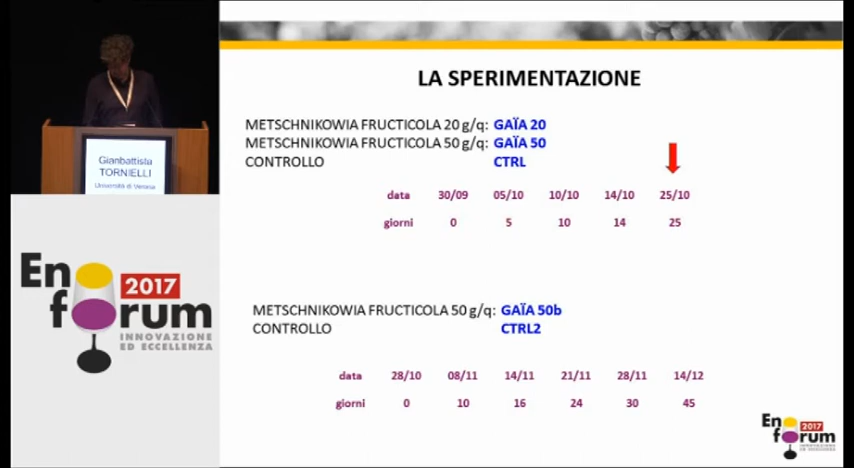 LA SPERIMENTAZIONE
METSCHNIKOWIA FRUCTICOLA 20 g/q: GAÏA 20
METSCHNIKOWIA FRUCTICOLA 50 g/q: GAÏA 50
CONTROLLO CTRL
data 30/09 05/10 10/10 14/10 25/10
giorni 0 5 10 14 25
METSCHNIKOWIA FRUCTICOLA 50 g/q: GAÏA 50b
CONTROLLO CTRL2
data 28/10 08/11 14/11 21/11 28/11 14/12
giorni 0 10 16 24 30 45
Gianbattista
TORNIELLI
Università di Verona
En
2017
forum
INNOVAZIONE
ED ECCELLENZA
En
2017
forum